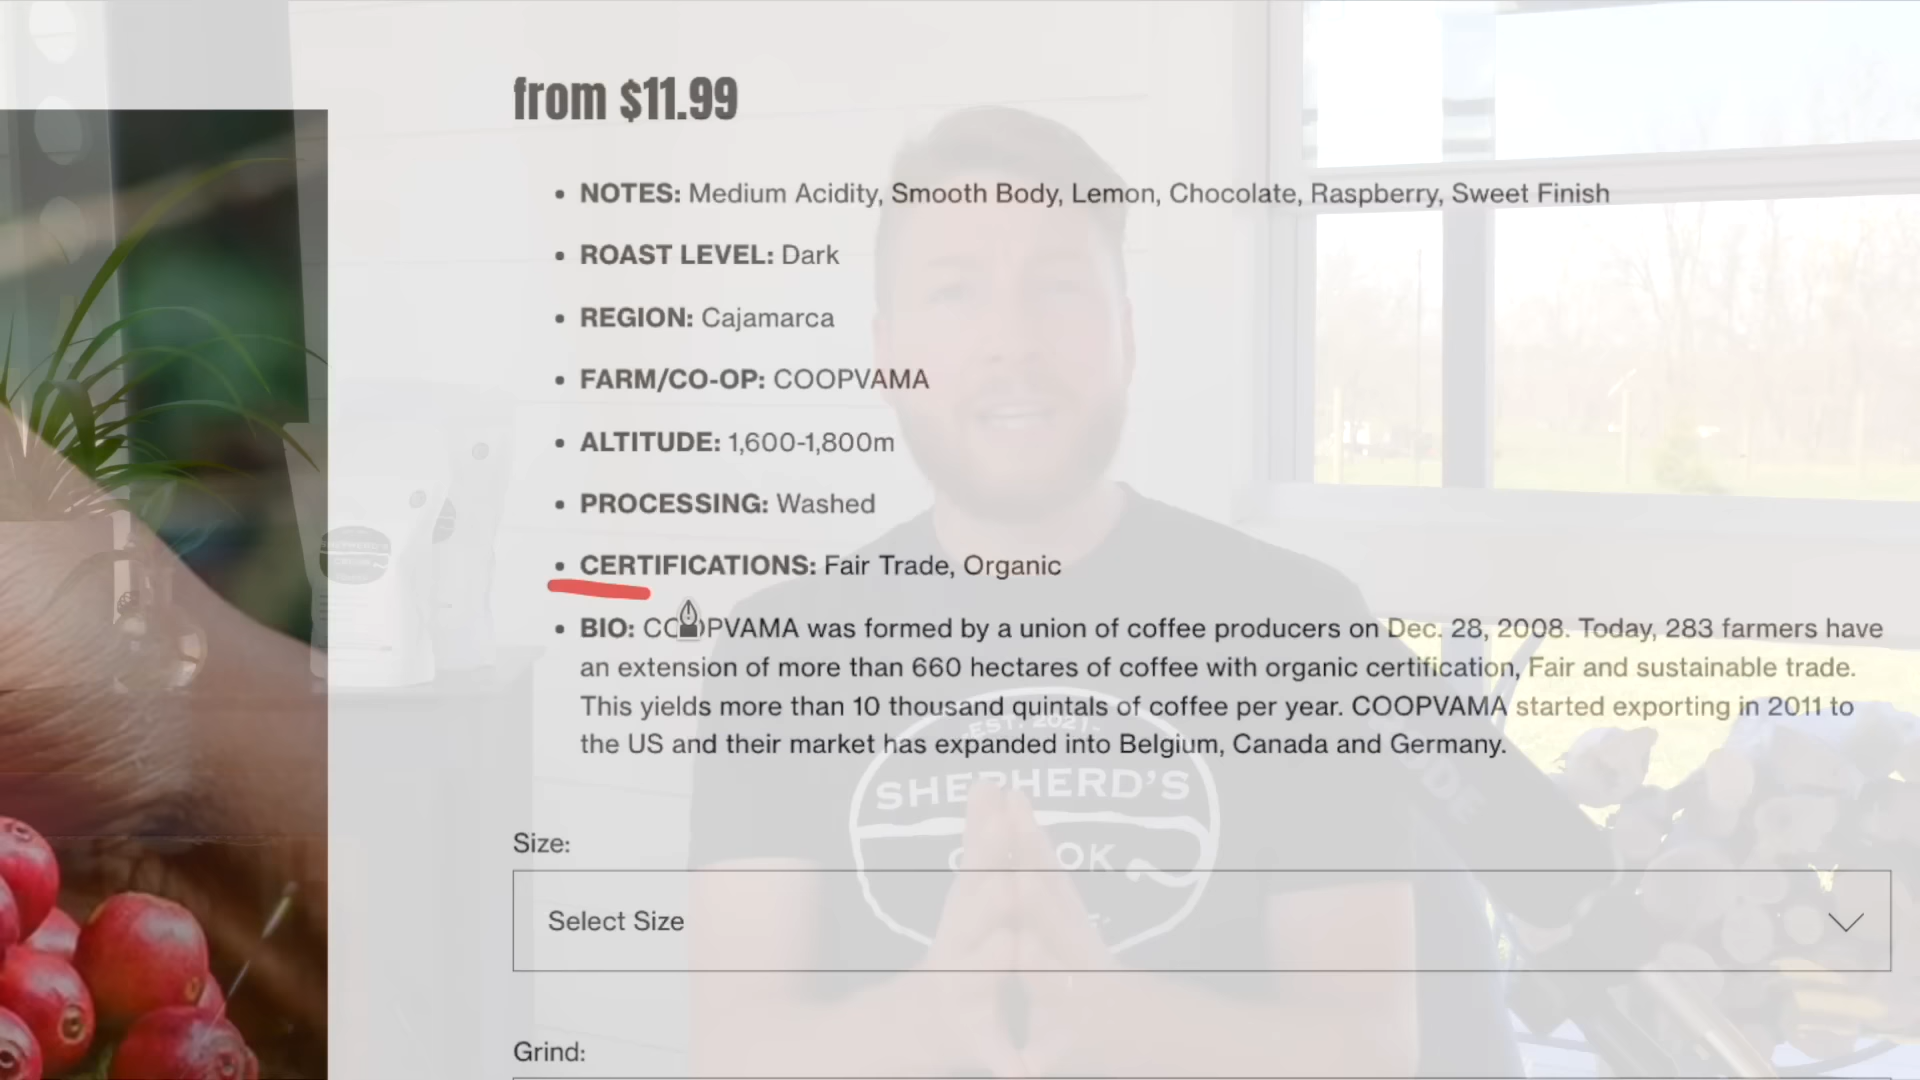 from $11.99
• NOTES: Medium Acidity, Smooth Body, Lemon, Chocolate, Raspberry, Sweet Finish
• ROAST LEVEL: Dark
• REGION: Cajamarca
• FARM/CO-OP: COOPVAMA
• ALTITUDE: 1,600-1,800m
• PROCESSING: Washed
• CERTIFICATIONS: Fair Trade, Organic
• BIO: COOPVAMA was formed by a union of coffee producers on Dec. 28, 2008. Today, 283 farmers have
an extension of more than 660 hectares of coffee with organic certification, Fair and sustainable trade.
This yields more than 10 thousand quintals of coffee per year. COOPVAMA started exporting in 2011 to
the US and their market has expanded into Belgium, Canada and Germany.
EST. 2021
SHEPHERD'S
Size:
Select Size
Grind: